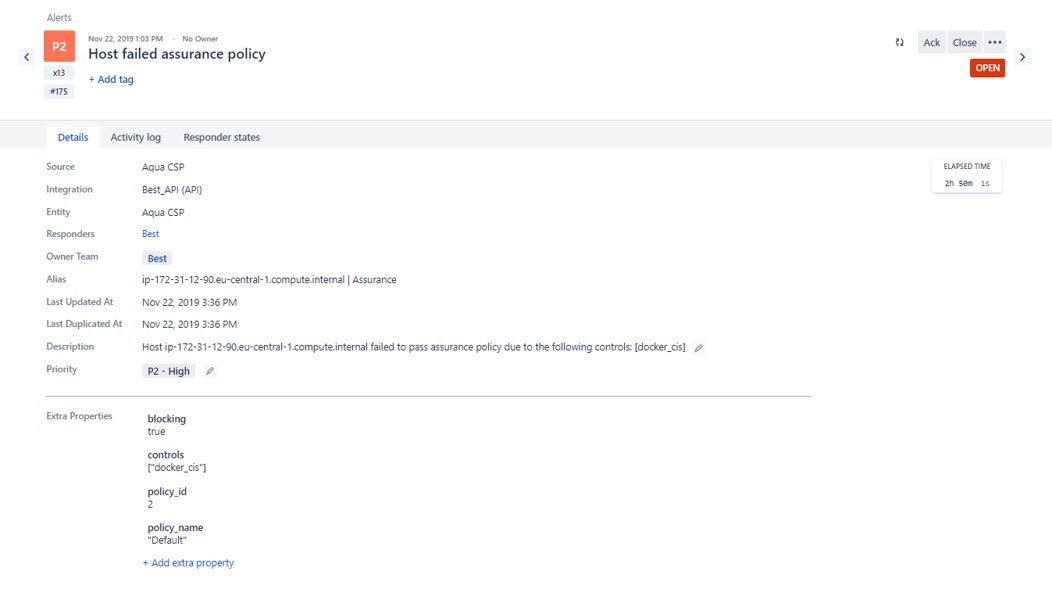 Alerts
P2
Nov 22, 2019 1:03 PM · No Owner
Host failed assurance policy
Ack Close •••
x13
OPEN
+ Add tag
#175
Details Activity log Responder states
Source Aqua CSP
ELAPSED TIME
2h 50m 1s
Integration Best_API (API)
Entity Aqua CSP
Responders Best
Owner Team Best
Alias ip-172-31-12-90.eu-central-1.compute.internal | Assurance
Last Updated At Nov 22, 2019 3:36 PM
Last Duplicated At Nov 22, 2019 3:36 PM
Description Host ip-172-31-12-90.eu-central-1.compute.internal failed to pass assurance policy due to the following controls: [docker_cis]
Priority P2 - High
Extra Properties
blocking
true
controls
["docker_cis"]
policy_id
2
policy_name
"Default"
+ Add extra property